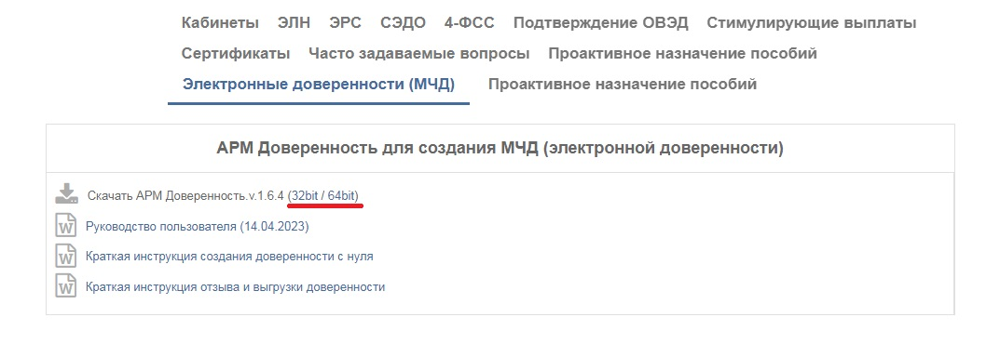 Кабинеты ЭЛН ЭРС СЭДО 4-ФСС Подтверждение ОВЭД Стимулирующие выплаты
Сертификаты Часто задаваемые вопросы Проактивное назначение пособий
Электронные доверенности (МЧД) Проактивное назначение пособий
АРМ Доверенность для создания МЧД (электронной доверенности)
Скачать АРМ Доверенность.v.1.6.4 (32bit / 64bit)
Руководство пользователя (14.04.2023)
Краткая инструкция создания доверенности с нуля
Краткая инструкция отзыва и выгрузки доверенности